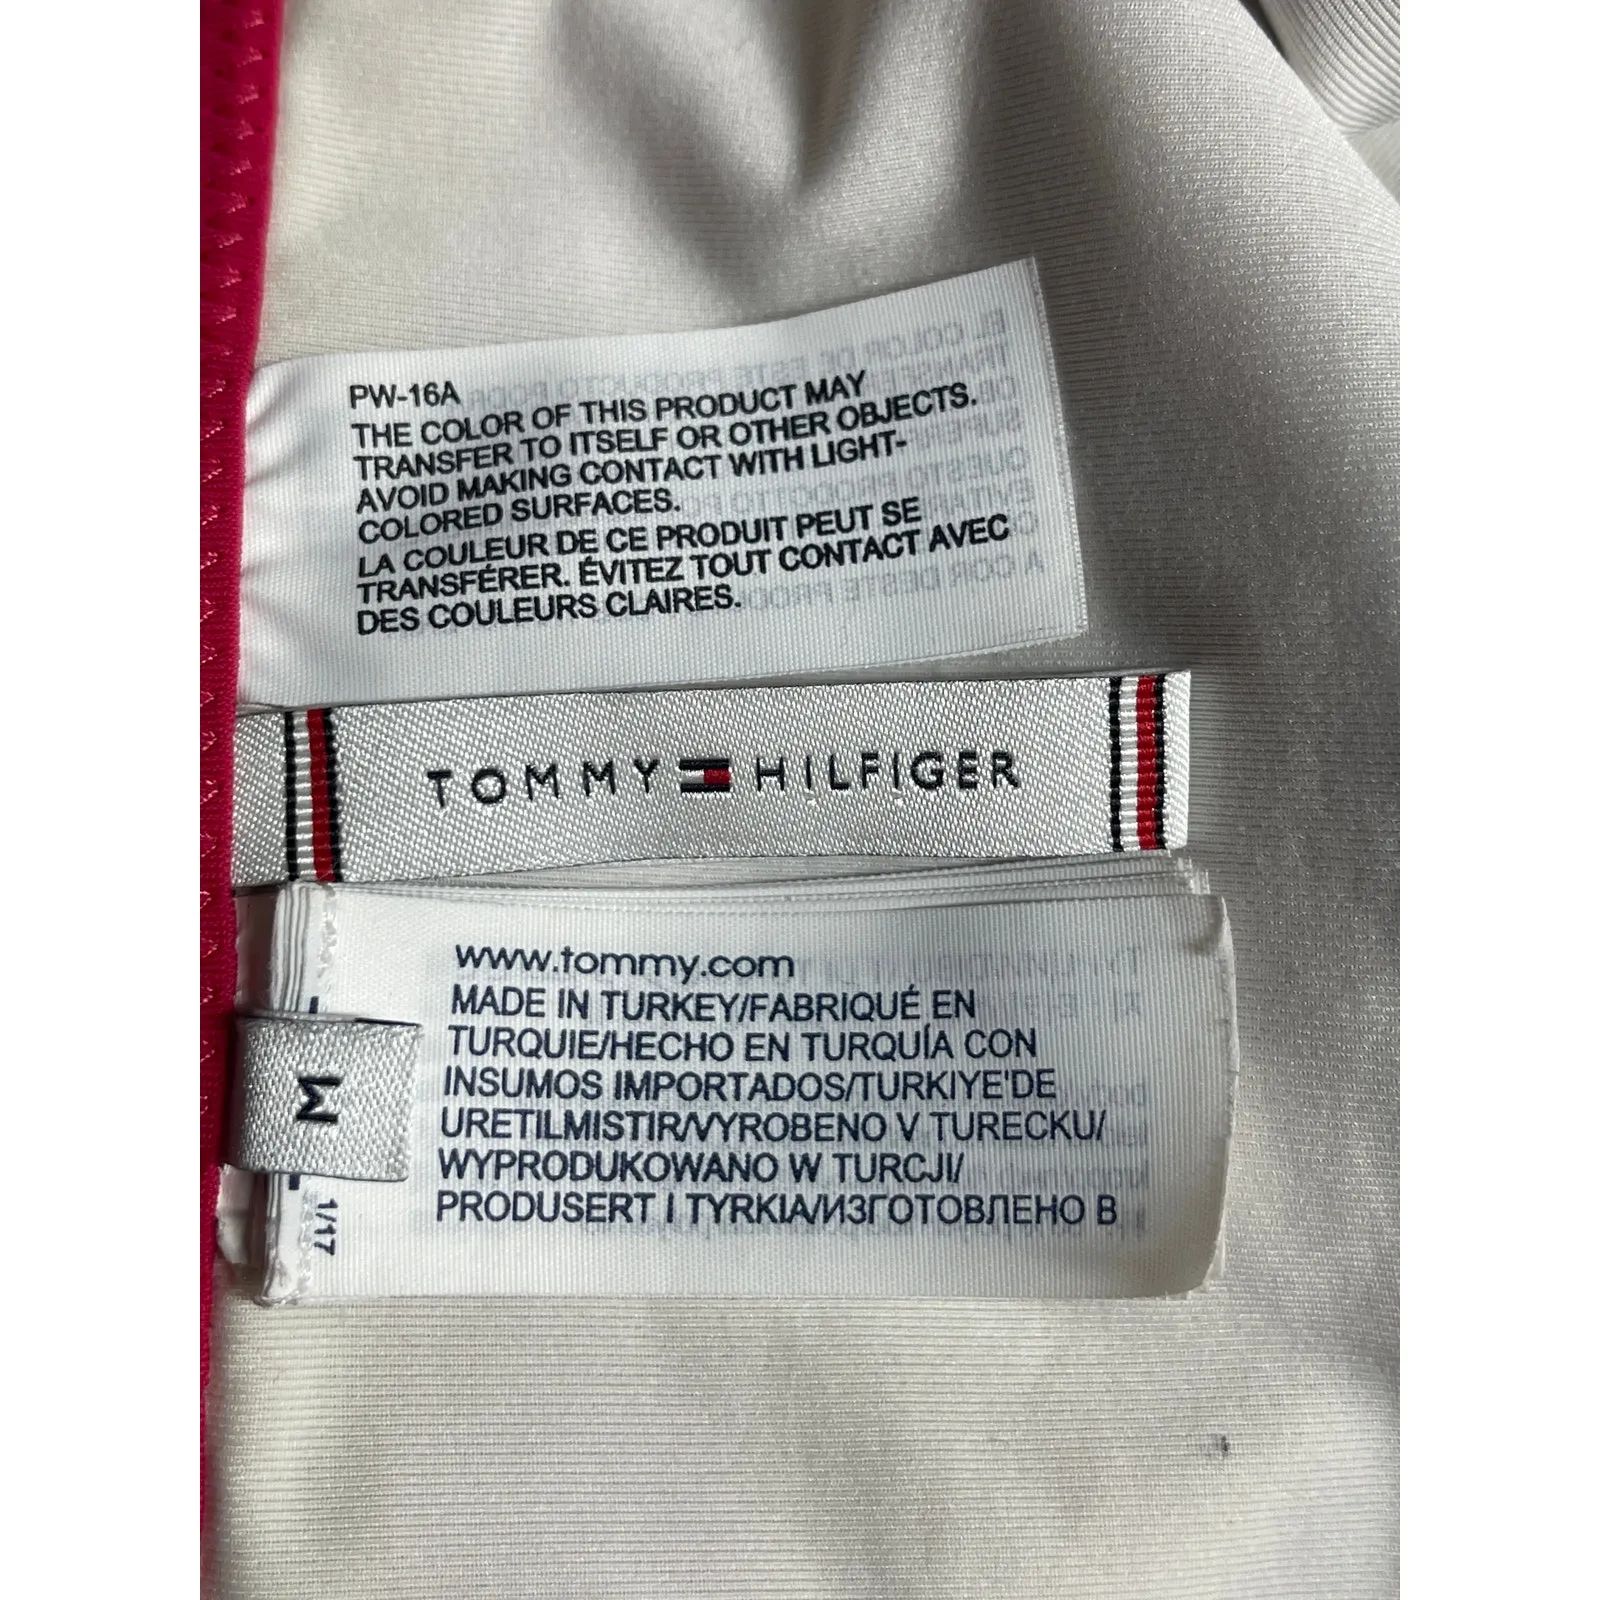 PW-16A
THE COLOR OF THIS PRODUCT MAY
TRANSFER TO ITSELF OR OTHER OBJECTS.
AVOID MAKING CONTACT WITH LIGHT-
COLORED SURFACES.
LA COULEUR DE CE PRODUIT PEUT SE
TRANSFÉRER. ÉVITEZ TOUT CONTACT AVEC
DES COULEURS CLAIRES.
TOMMY HILFIGER
www.tommy.com
MADE IN TURKEY/FABRIQUÉ EN
TURQUIE/HECHO EN TURQUÍA CON
INSUMOS IMPORTADOS/TURKIYE'DE
URETILMISTIR/VYROBENO V TURECKU/
WYPRODUKOWANO W TURCJI/
PRODUSERT I TYRKIA/ИЗГОТОВЛЕНО В
M
1/17